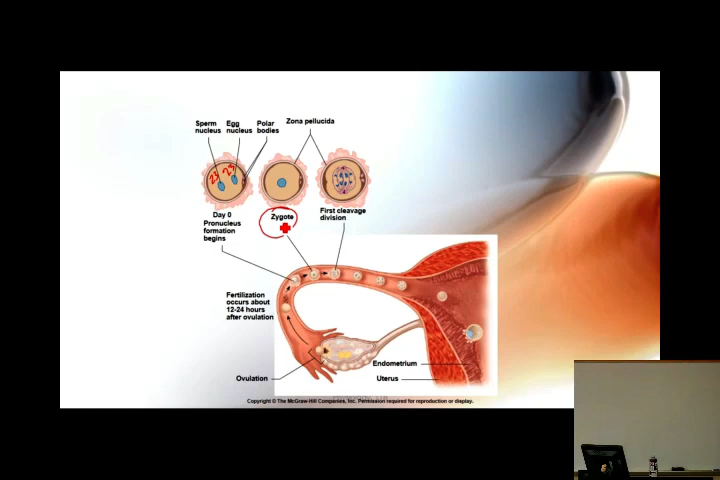 Sperm
nucleus
Egg
nucleus
Polar
bodies
Zona pellucida
23
23
Day 0
Pronucleus
formation
begins
Zygote
First cleavage
division
Fertilization
occurs about
12-24 hours
after ovulation
Ovulation
Endometrium
Uterus
Copyright © The McGraw-Hill Companies, Inc. Permission required for reproduction or display.